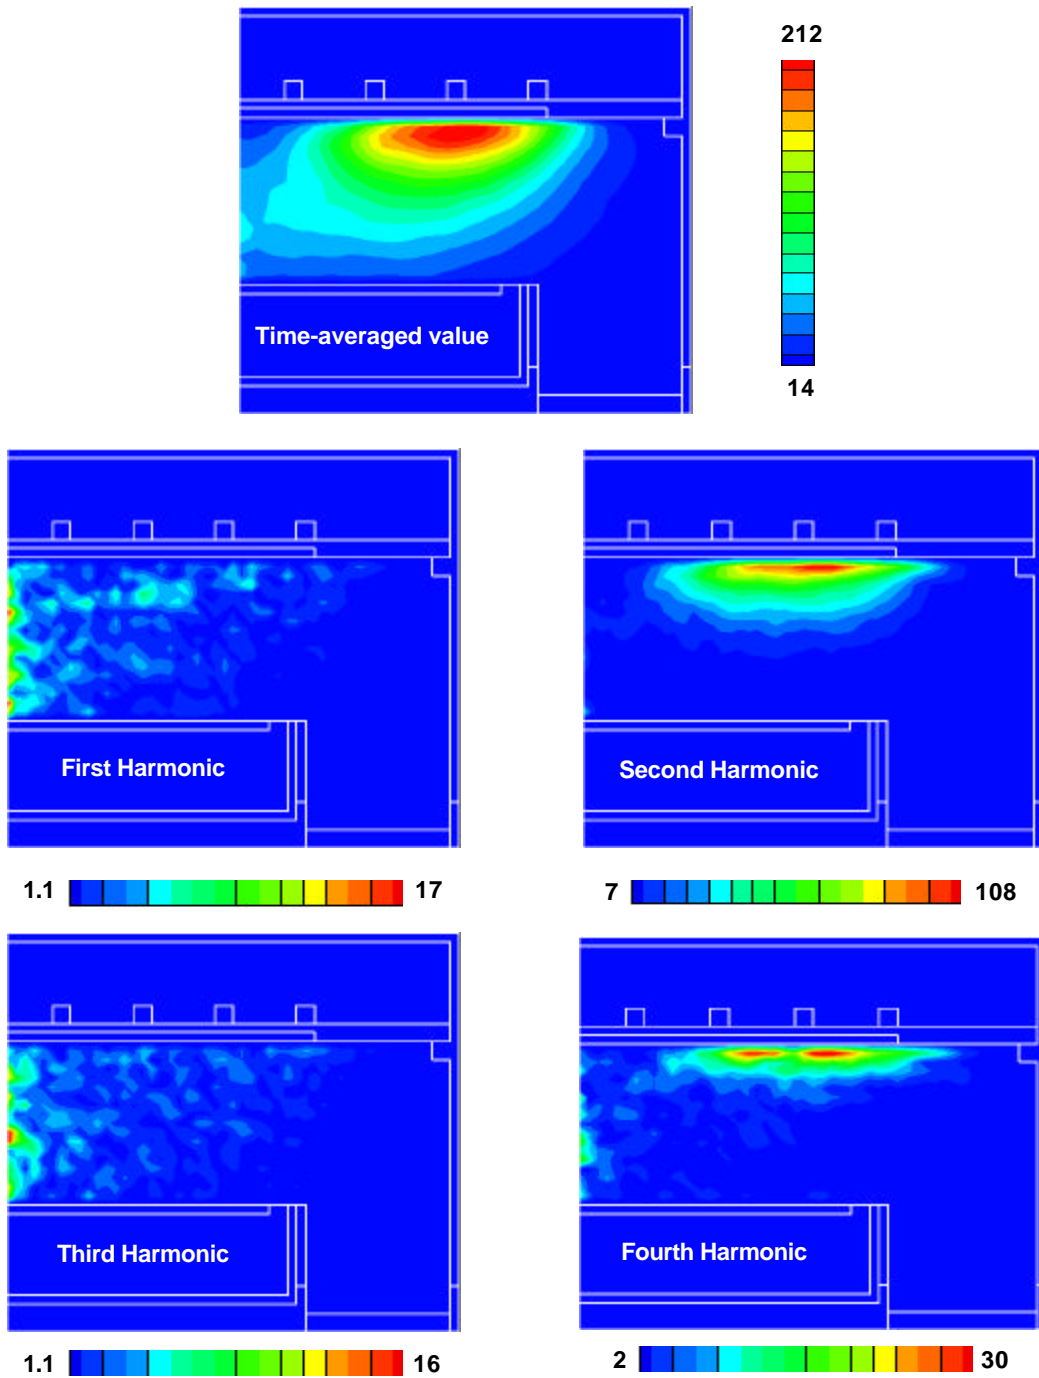 212
14
Time-averaged value
First Harmonic
Second Harmonic
1.1 17
7 108
Third Harmonic
Fourth Harmonic
1.1 16
2 30